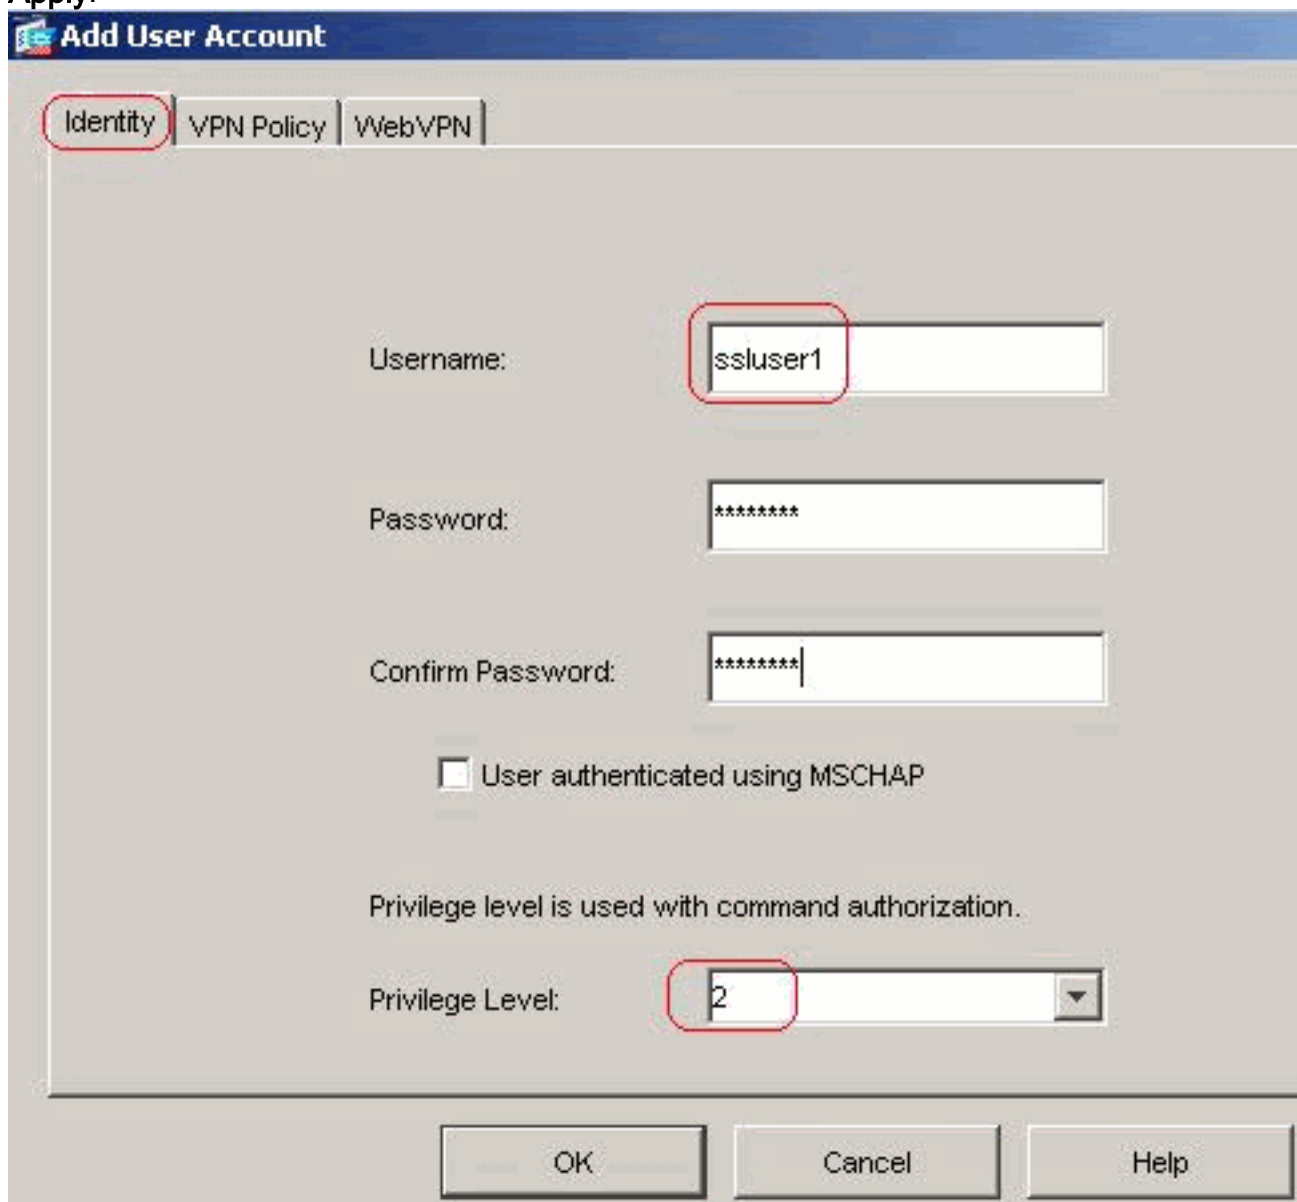 Apply.
Add User Account
Identity VPN Policy WebVPN
Username: ssluser1
Password: ********
Confirm Password: ********
User authenticated using MSCHAP
Privilege level is used with command authorization.
Privilege Level: 2
OK Cancel Help